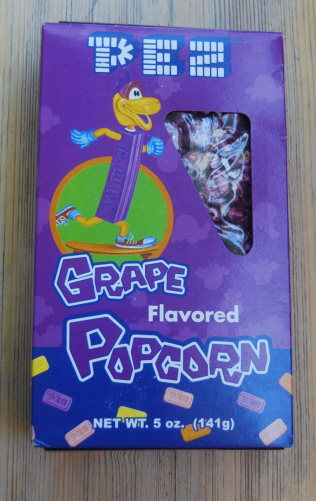 PEZ
GRAPE
Flavored
POPCORN
NET WT. 5 oz. (141g)